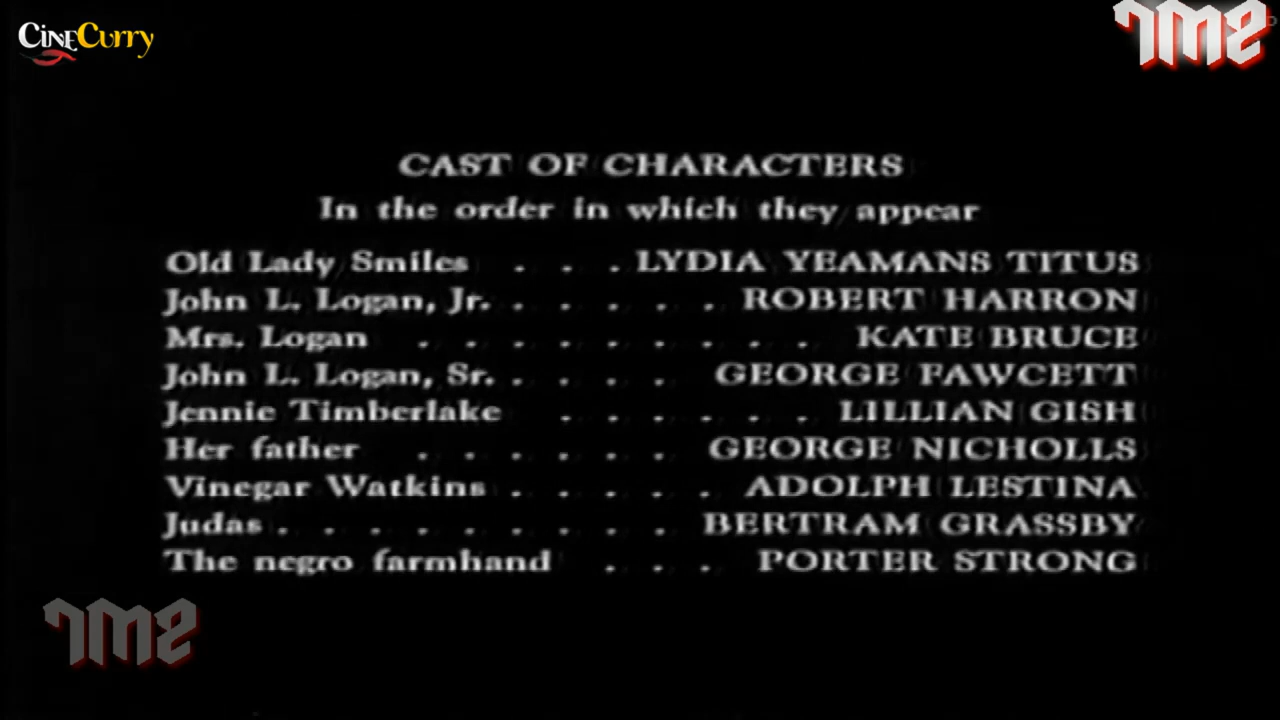 CINECURRY
CAST OF CHARACTERS
In the order in which they appear
Old Lady Smiles . . . LYDIA YEAMANS TITUS
John L. Logan, Jr. . . . . . ROBERT HARRON
Mrs. Logan . . . . . . . . . KATE BRUCE
John L. Logan, Sr. . . . . GEORGE FAWCETT
Jennie Timberlake . . . . . . LILLIAN GISH
Her father . . . . . . GEORGE NICHOLLS
Vinegar Watkins . . . . . ADOLPH LESTINA
Judas . . . . . . . . . BERTRAM GRASSBY
The negro farmhand . . . PORTER STRONG